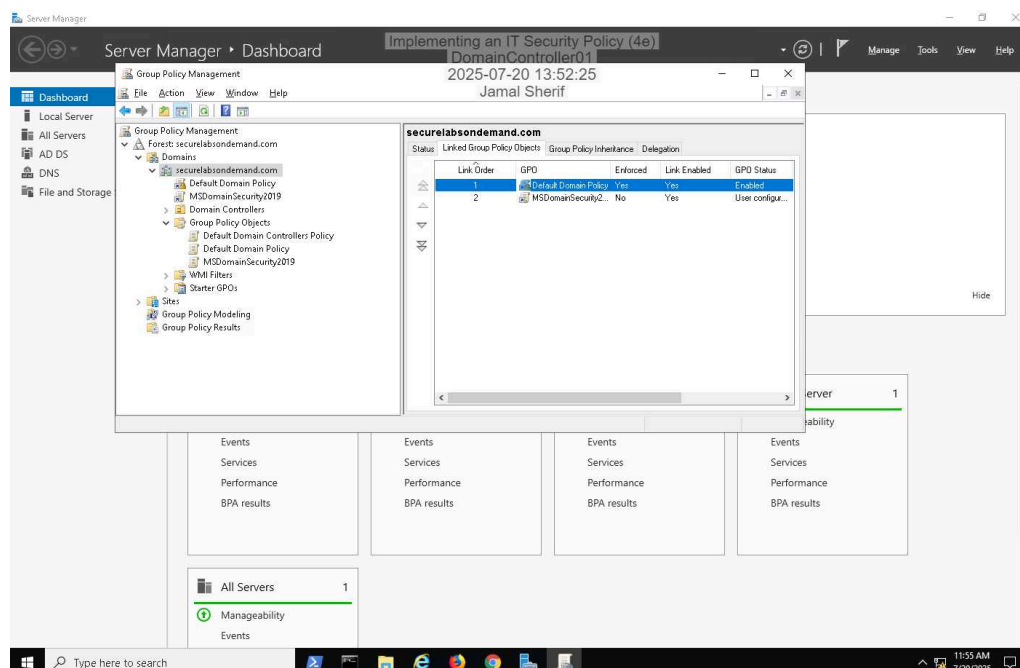 Server Manager
Server Manager • Dashboard
Implementing an IT Security Policy (4e)
DomainController01
2025-07-20 13:52:25
Jamal Sherif
Manage Tools View Help
Dashboard
Local Server
All Servers
AD DS
DNS
File and Storage
Group Policy Management
File Action View Window Help
Group Policy Management
Forest: securelabsondemand.com
Domains
securelabsondemand.com
Default Domain Policy
MSDomainSecurity2019
Domain Controllers
Group Policy Objects
Default Domain Controllers Policy
Default Domain Policy
MSDomainSecurity2019
WMI Filters
Starter GPOs
Sites
Group Policy Modeling
Group Policy Results
securelabsondemand.com
Status Linked Group Policy Objects Group Policy Inheritance Delegation
Link Order GPO Enforced Link Enabled GPO Status
1 Default Domain Policy Yes Yes Enabled
2 MSDomainSecurity2... No Yes User configur...
Hide
erver 1
eability
Events Events Events Events
Services Services Services Services
Performance Performance Performance Performance
BPA results BPA results BPA results BPA results
All Servers 1
Manageability
Events
Type here to search
11:55 AM